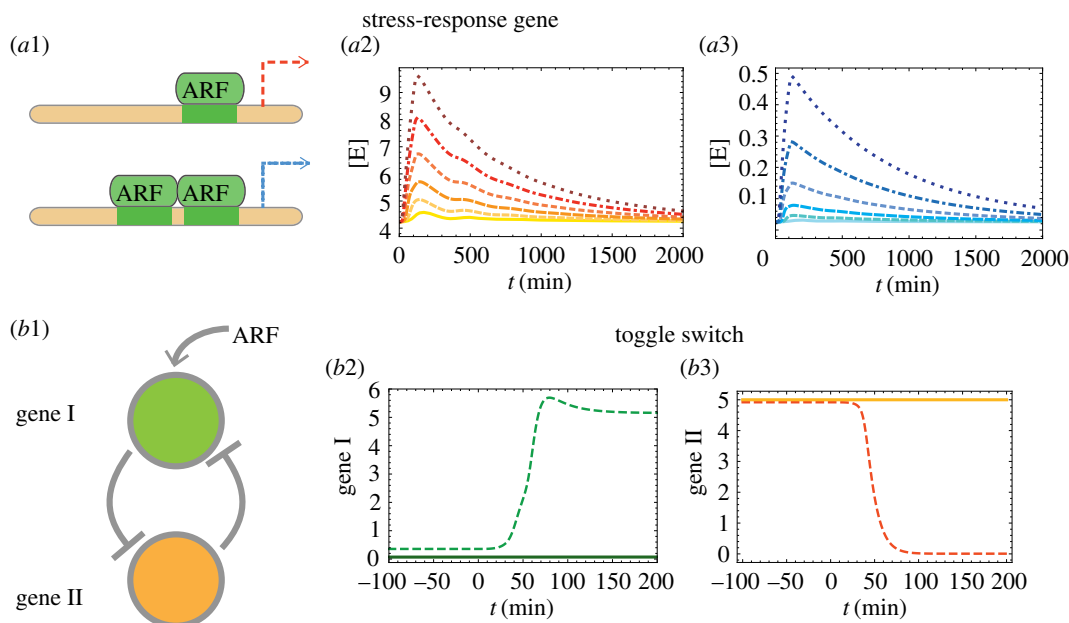 stress-response gene
(a1)
ARF
ARF ARF
(a2)
[E]
9
8
7
6
5
4
0 500 1000 1500 2000
t (min)
(a3)
[E]
0.5
0.4
0.3
0.2
0.1
0 500 1000 1500 2000
t (min)
(b1)
ARF
gene I
gene II
toggle switch
(b2)
gene I
6
5
4
3
2
1
0
−100 −50 0 50 100 150 200
t (min)
(b3)
gene II
5
4
3
2
1
0
−100 −50 0 50 100 150 200
t (min)